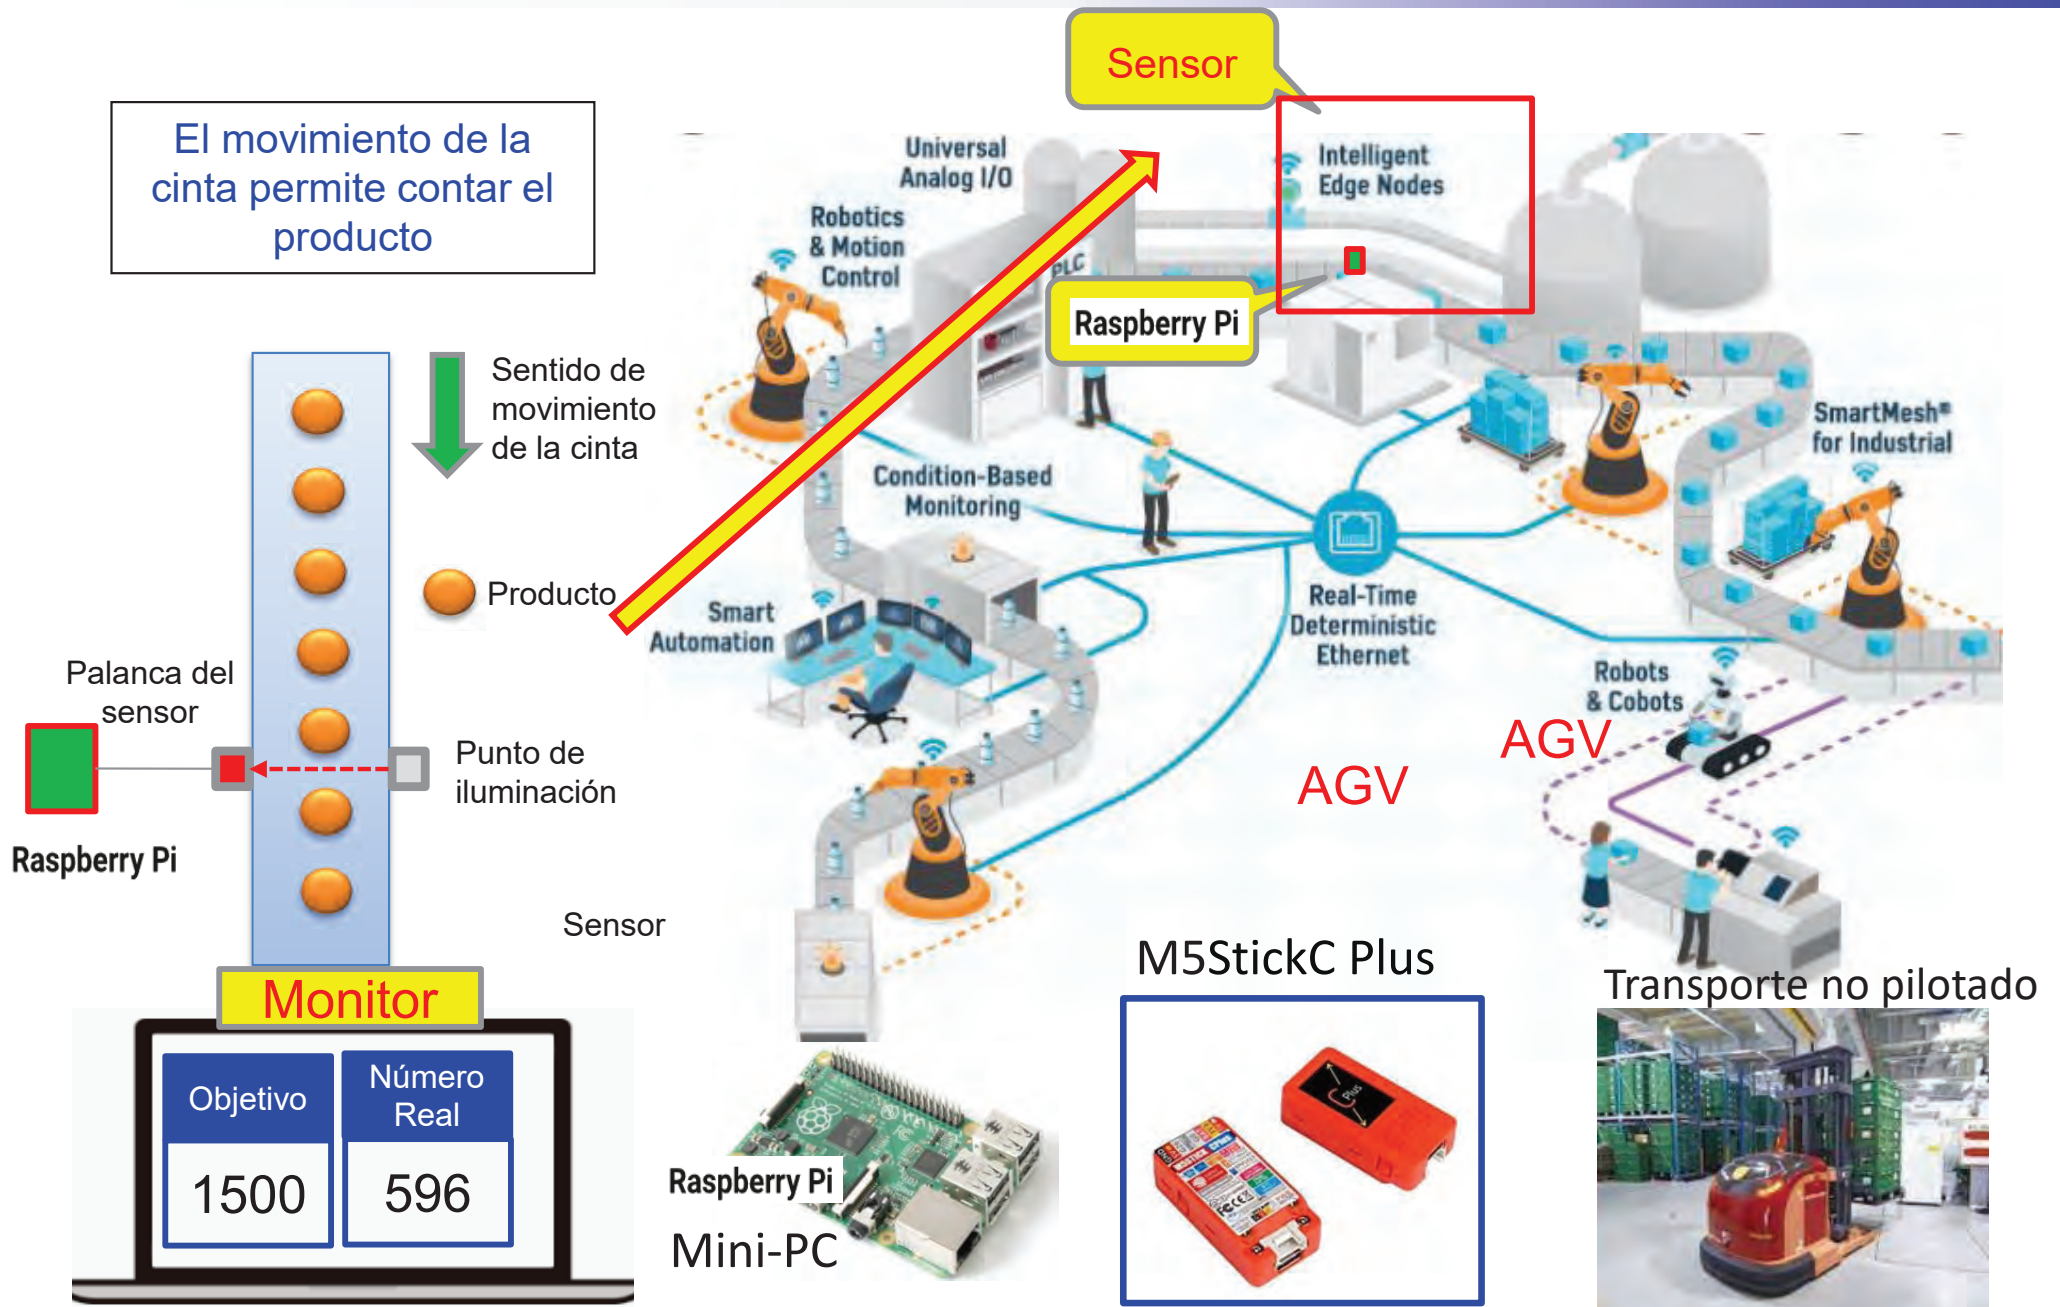 Sensor
El movimiento de la
cinta permite contar el
producto
Universal
Analog I/O
Intelligent
Edge Nodes
Robotics
& Motion
Control
PLC
Raspberry Pi
Sentido de
movimiento
de la cinta
SmartMesh®
for Industrial
Condition-Based
Monitoring
Producto
Smart
Automation
Real-Time
Deterministic
Ethernet
Palanca del
sensor
Robots
& Cobots
AGV
AGV
Punto de
iluminación
Raspberry Pi
Sensor
M5StickC Plus
Transporte no pilotado
Monitor
Objetivo
Número
Real
1500
596
C Plus
Raspberry Pi
Mini-PC